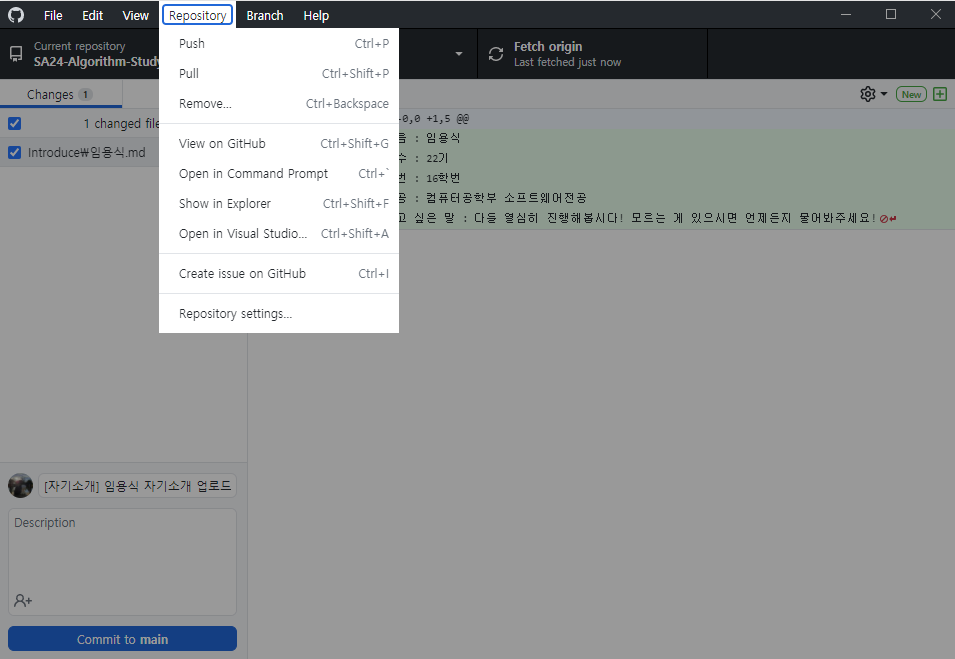 File Edit View Repository Branch Help
Current repository
SA24-Algorithm-Study
Fetch origin
Last fetched just now
Changes 1
New
1 changed file
Introduce₩임용식.md
Push Ctrl+P
Pull Ctrl+Shift+P
Remove... Ctrl+Backspace
View on GitHub Ctrl+Shift+G
Open in Command Prompt Ctrl+`
Show in Explorer Ctrl+Shift+F
Open in Visual Studio... Ctrl+Shift+A
Create issue on GitHub Ctrl+I
Repository settings...
-0,0 +1,5 @@
: 임용식
수 : 22기
번 : 16학번
공 : 컴퓨터공학부 소프트웨어전공
고 싶은 말 : 다들 열심히 진행해봅시다! 모르는 게 있으시면 언제든지 물어봐주세요!
[자기소개] 임용식 자기소개 업로드
Description
Commit to main